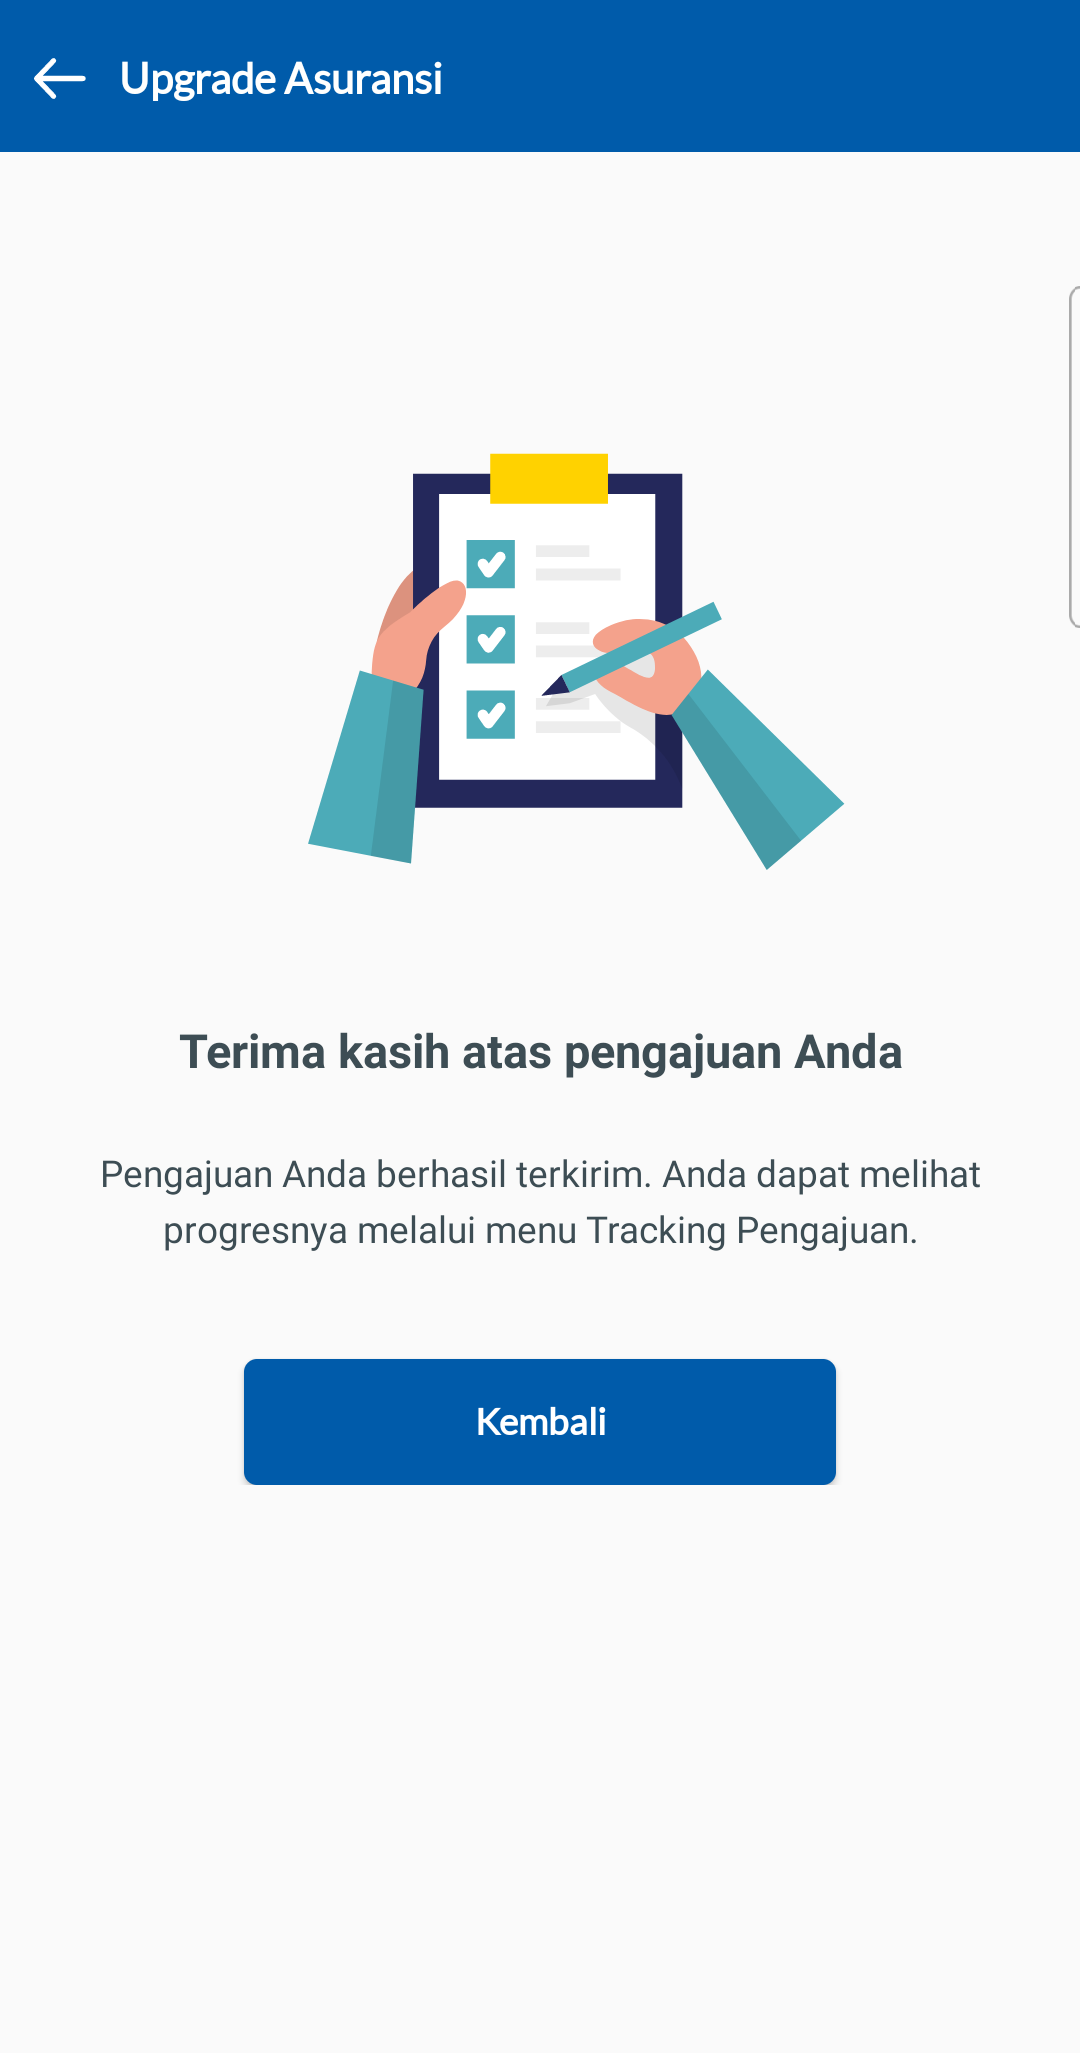 Upgrade Asuransi
Terima kasih atas pengajuan Anda
Pengajuan Anda berhasil terkirim. Anda dapat melihat
progresnya melalui menu Tracking Pengajuan.
Kembali